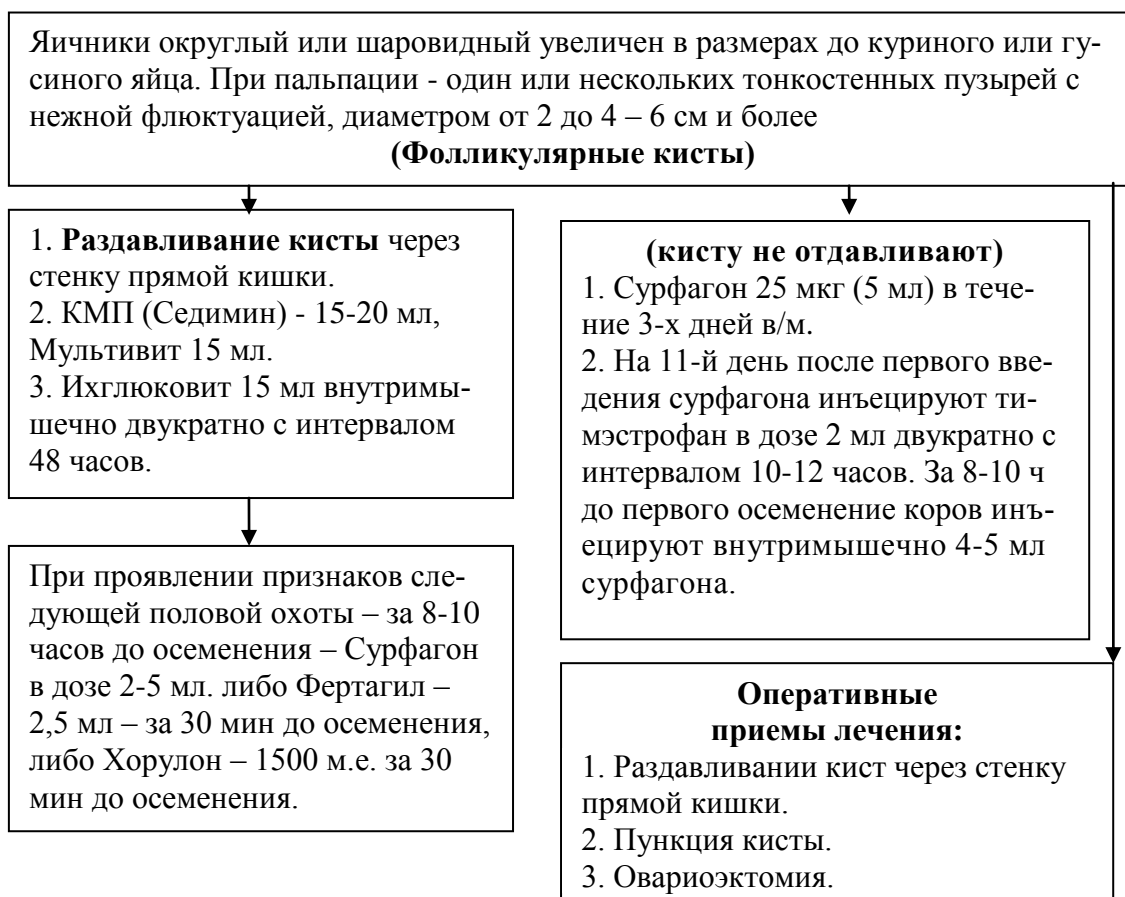 Яичники округлый или шаровидный увеличен в размерах до куриного или гу-
синого яйца. При пальпации - один или нескольких тонкостенных пузырей с
нежной флюктуацией, диаметром от 2 до 4 – 6 см и более
(Фолликулярные кисты)
1. Раздавливание кисты через
стенку прямой кишки.
2. КМП (Седимин) - 15-20 мл,
Мультивит 15 мл.
3. Ихглюковит 15 мл внутримы-
шечно двукратно с интервалом
48 часов.
При проявлении признаков сле-
дующей половой охоты – за 8-10
часов до осеменения – Сурфагон
в дозе 2-5 мл. либо Фертагил –
2,5 мл – за 30 мин до осеменения,
либо Хорулон – 1500 м.е. за 30
мин до осеменения.
(кисту не отдавливают)
1. Сурфагон 25 мкг (5 мл) в тече-
ние 3-х дней в/м.
2. На 11-й день после первого вве-
дения сурфагона инъецируют ти-
мэстрофан в дозе 2 мл двукратно с
интервалом 10-12 часов. За 8-10 ч
до первого осеменение коров инъ-
ецируют внутримышечно 4-5 мл
сурфагона.
Оперативные
приемы лечения:
1. Раздавливании кист через стенку
прямой кишки.
2. Пункция кисты.
3. Овариоэктомия.